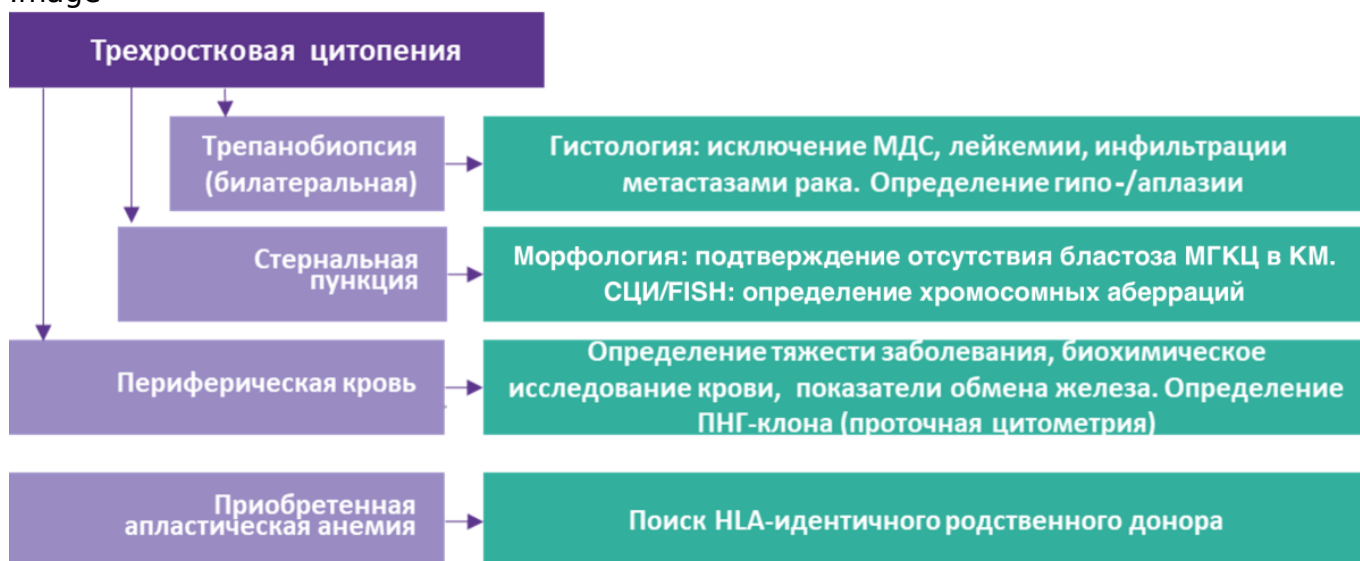 Трехростковая цитопения
Трепанобиопсия
(билатеральная)
Гистология: исключение МДС, лейкемии, инфильтрации
метастазами рака. Определение гипо-/аплазии
Стернальная
пункция
Морфология: подтверждение отсутствия бластоза МГКЦ в КМ.
СЦИ/FISH: определение хромосомных аберраций
Периферическая кровь
Определение тяжести заболевания, биохимическое
исследование крови, показатели обмена железа. Определение
ПНГ-клона (проточная цитометрия)
Приобретенная
апластическая анемия
Поиск HLA-идентичного родственного донора